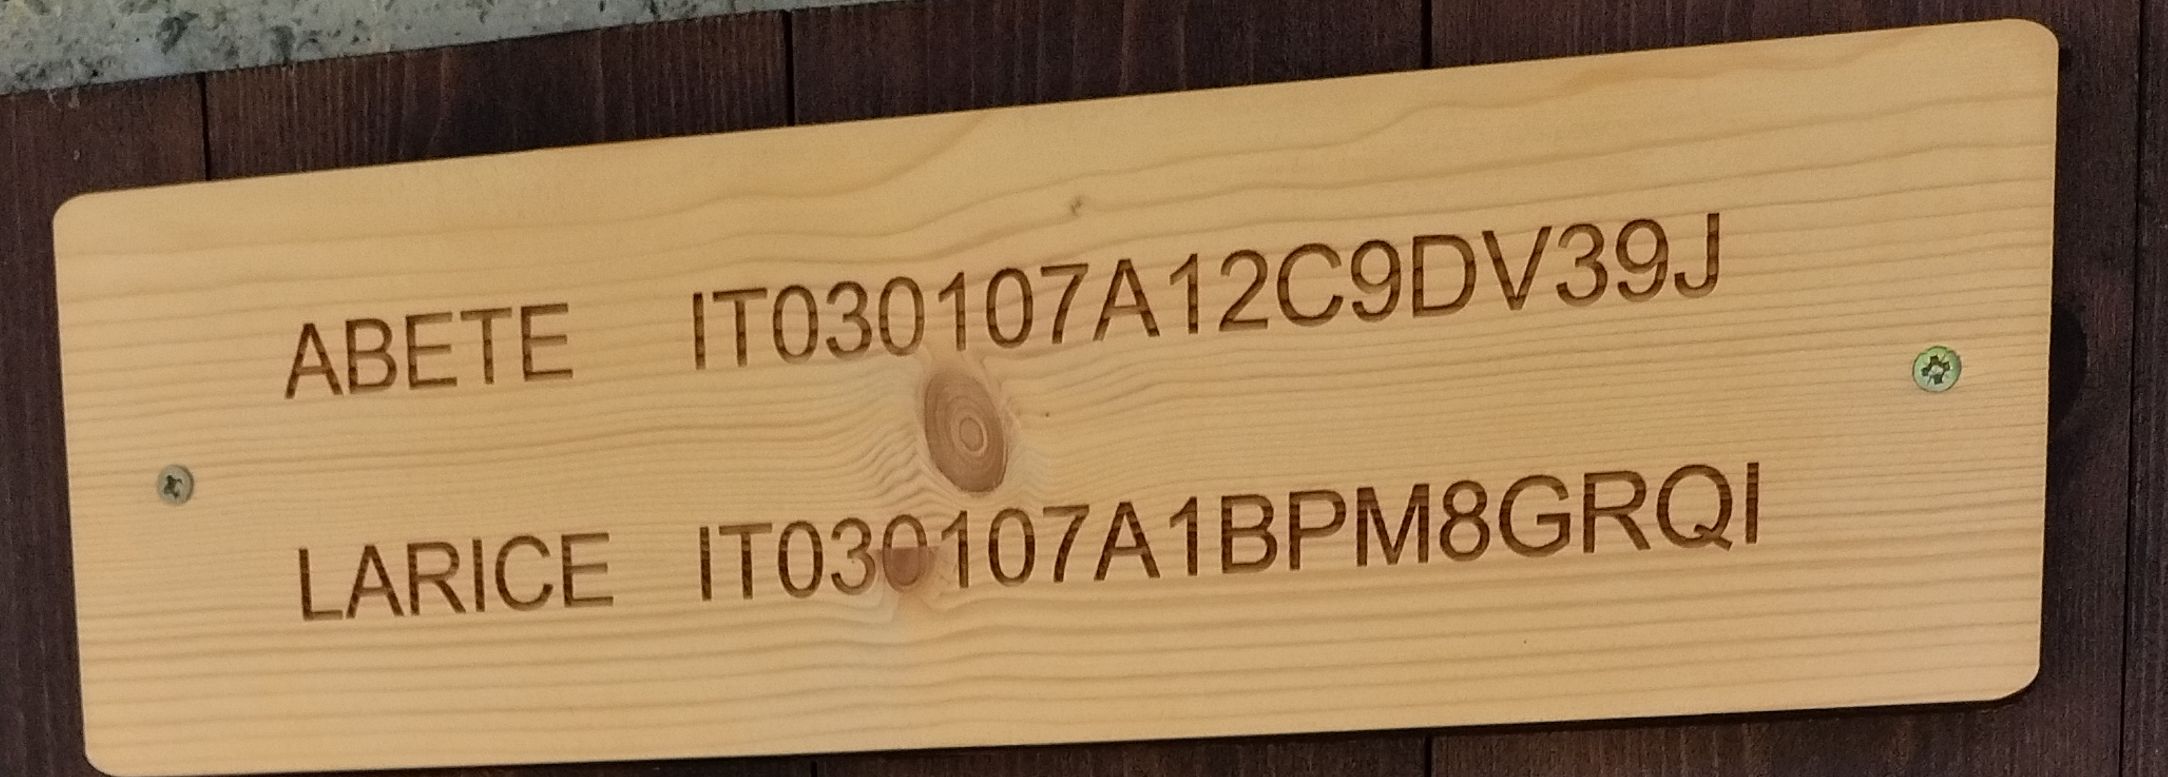 ABETE IT030107A12C9DV39J
LARICE IT030107A1BPM8GRQI